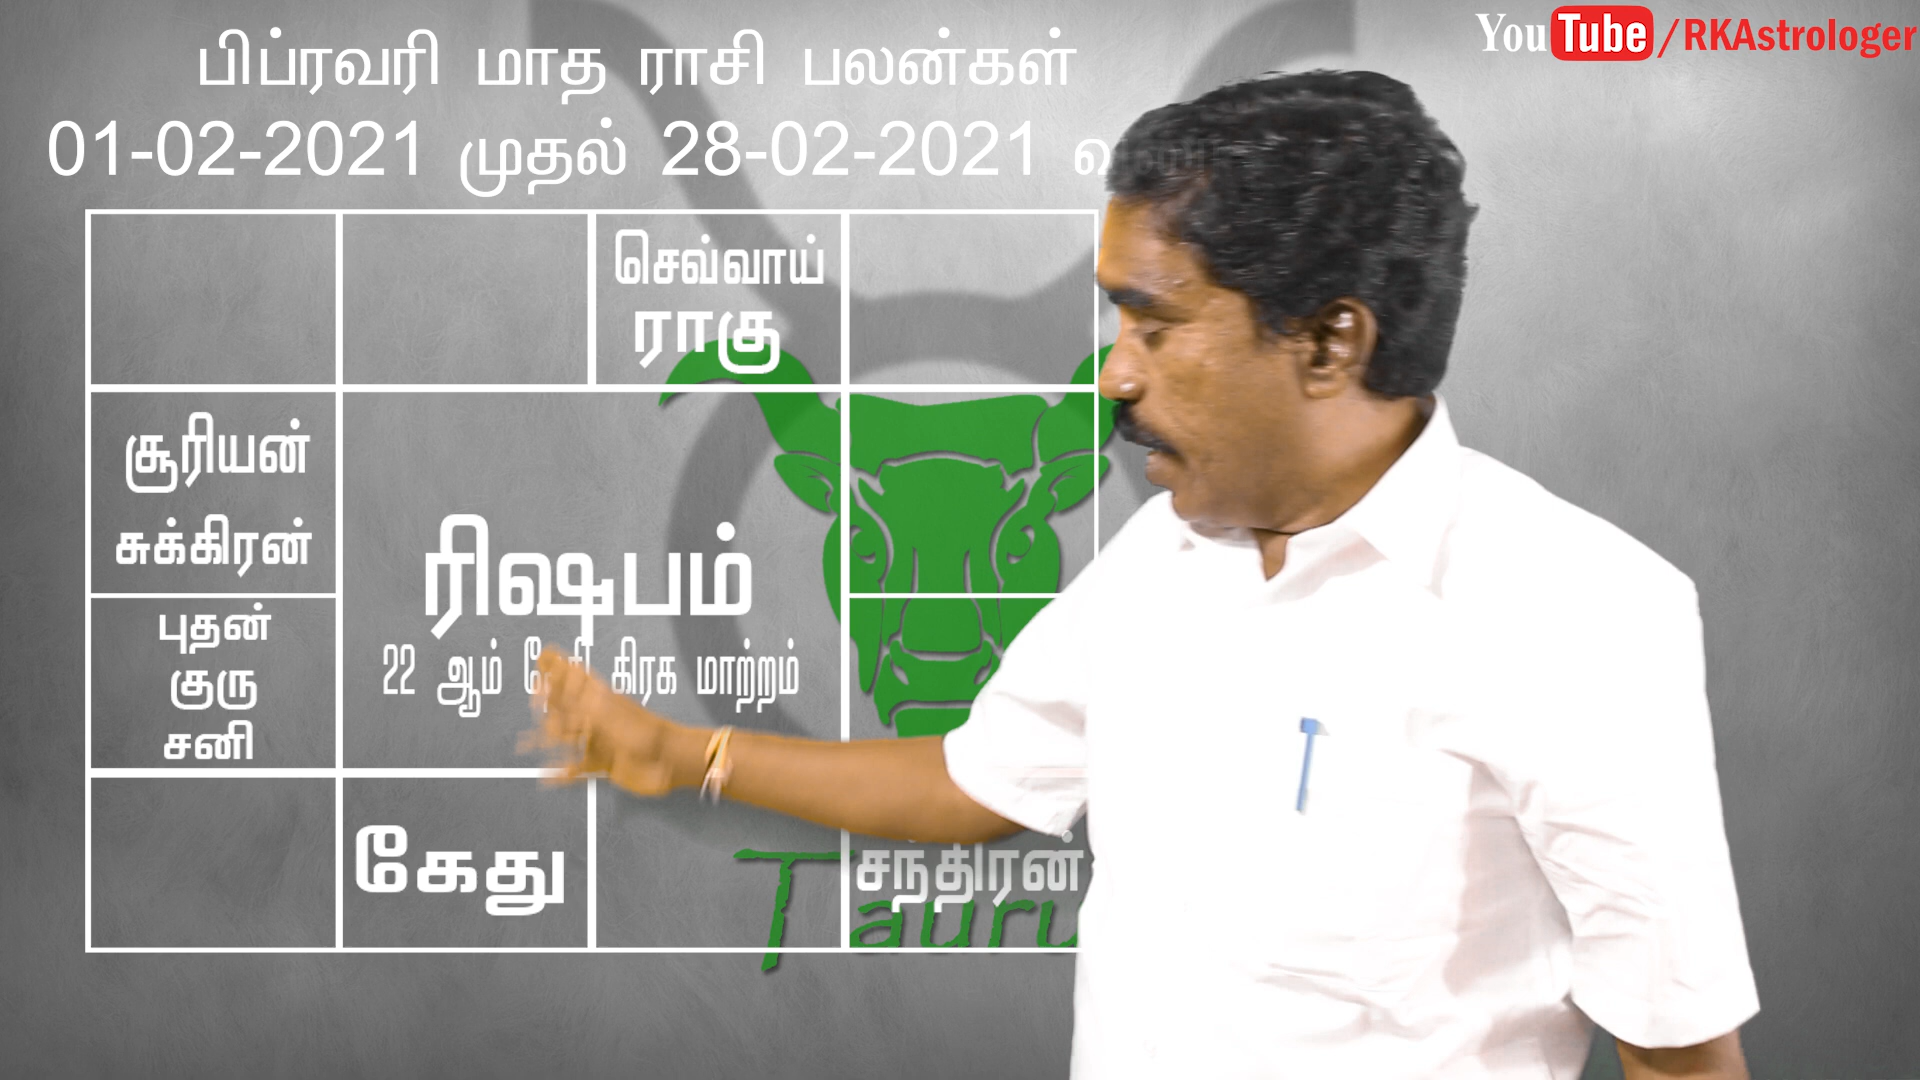 YouTube/RKAstrologer
பிப்ரவரி மாத ராசி பலன்கள்
01-02-2021 முதல் 28-02-2021
செவ்வாய்
ராகு
சூரியன்
சுக்கிரன்
ரிஷபம்
22 ஆம் கிரக மாற்றம்
புதன்
குரு
சனி
கேது
சந்திரன்